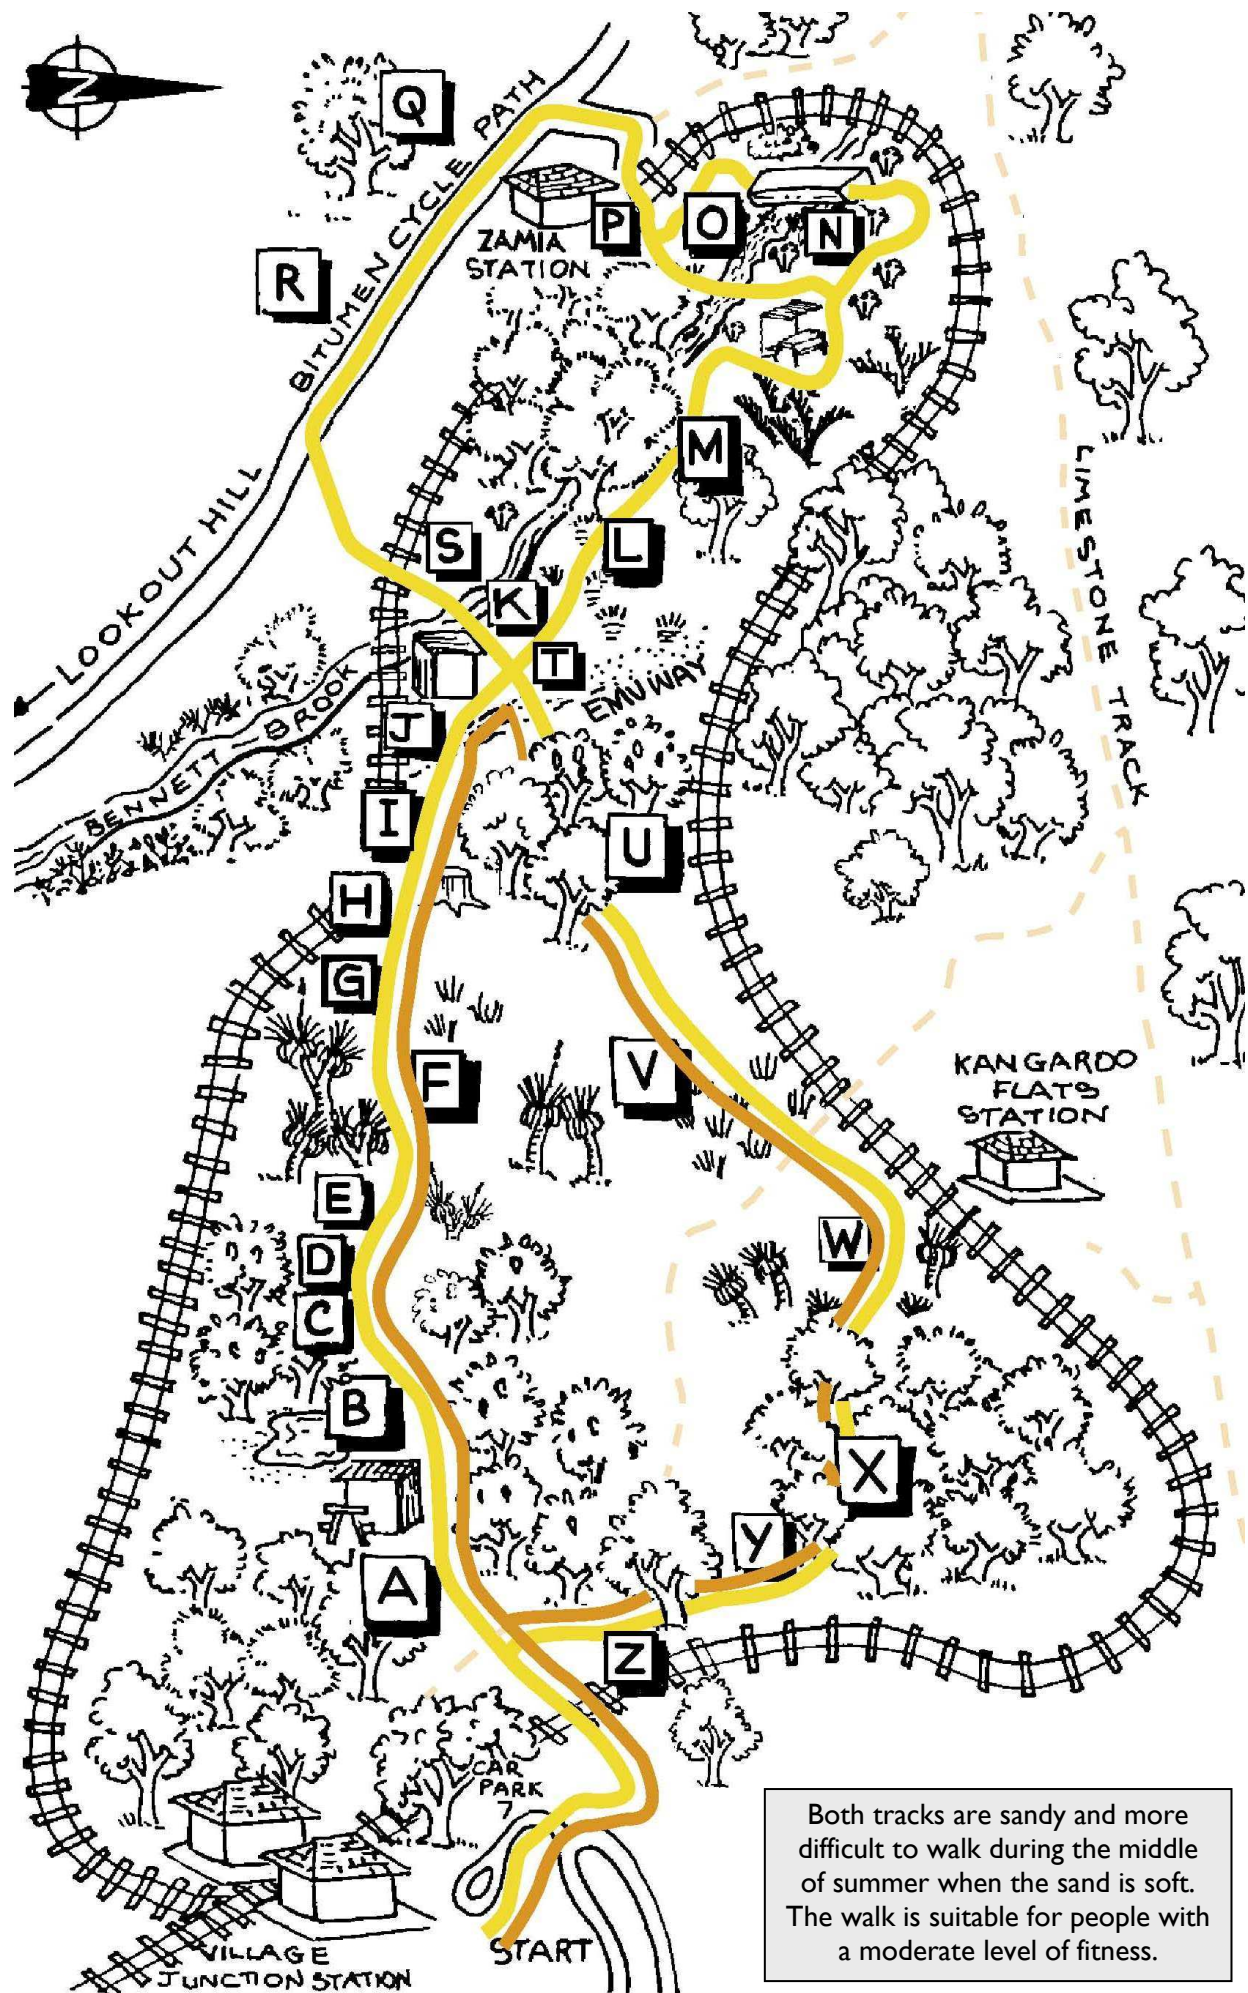 N
Q
BITUMEN CYCLE PATH
P
O
N
ZAMIA
STATION
R
M
LIMESTONE TRACK
← LOOKOUT HILL
S
L
K
T
EMU WAY
BENNETT BROOK
J
I
U
H
G
F
V
KANGAROO
FLATS
STATION
E
W
D
C
B
X
Y
A
Z
CAR
PARK
7
START
VILLAGE
JUNCTION STATION
Both tracks are sandy and more
difficult to walk during the middle
of summer when the sand is soft.
The walk is suitable for people with
a moderate level of fitness.